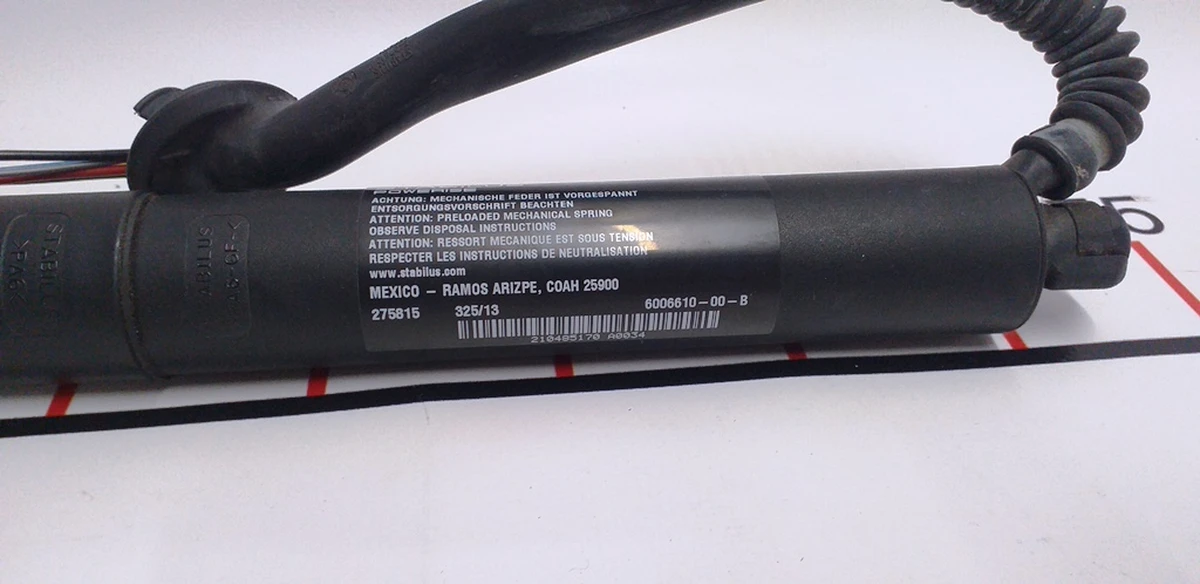 POWERISE
ACHTUNG: MECHANISCHE FEDER IST VORGESPANNT
ENTSORGUNGSVORSCHRIFT BEACHTEN
ATTENTION: PRELOADED MECHANICAL SPRING
OBSERVE DISPOSAL INSTRUCTIONS
ATTENTION: RESSORT MECANIQUE EST SOUS TENSION
RESPECTER LES INSTRUCTIONS DE NEUTRALISATION
www.stabilus.com
MEXICO – RAMOS ARIZPE, COAH 25900
275815 325/13 6006610-00-B
210485170 A0034
5